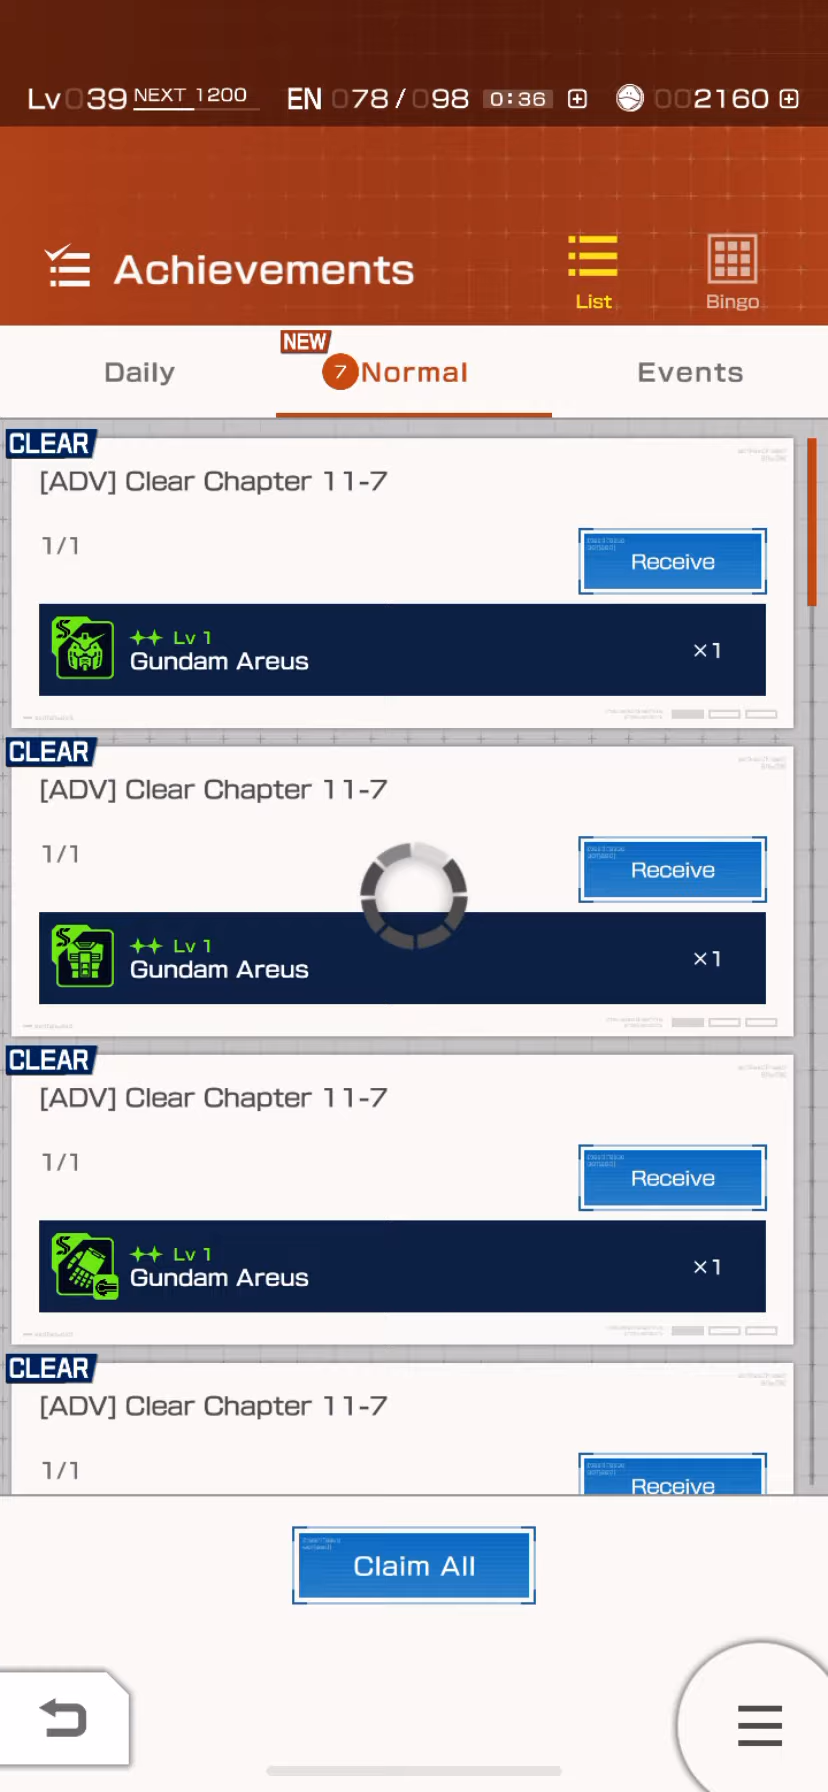 Lv 039 NEXT 1200 EN 078/098 0:36 002160
Achievements
List
Bingo
NEW
Daily
7 Normal
Events
CLEAR
[ADV] Clear Chapter 11-7
1/1
Receive
S
Lv 1
Gundam Areus
×1
CLEAR
[ADV] Clear Chapter 11-7
1/1
Receive
S
Lv 1
Gundam Areus
×1
CLEAR
[ADV] Clear Chapter 11-7
1/1
Receive
S
Lv 1
Gundam Areus
×1
CLEAR
[ADV] Clear Chapter 11-7
1/1
Receive
Claim All